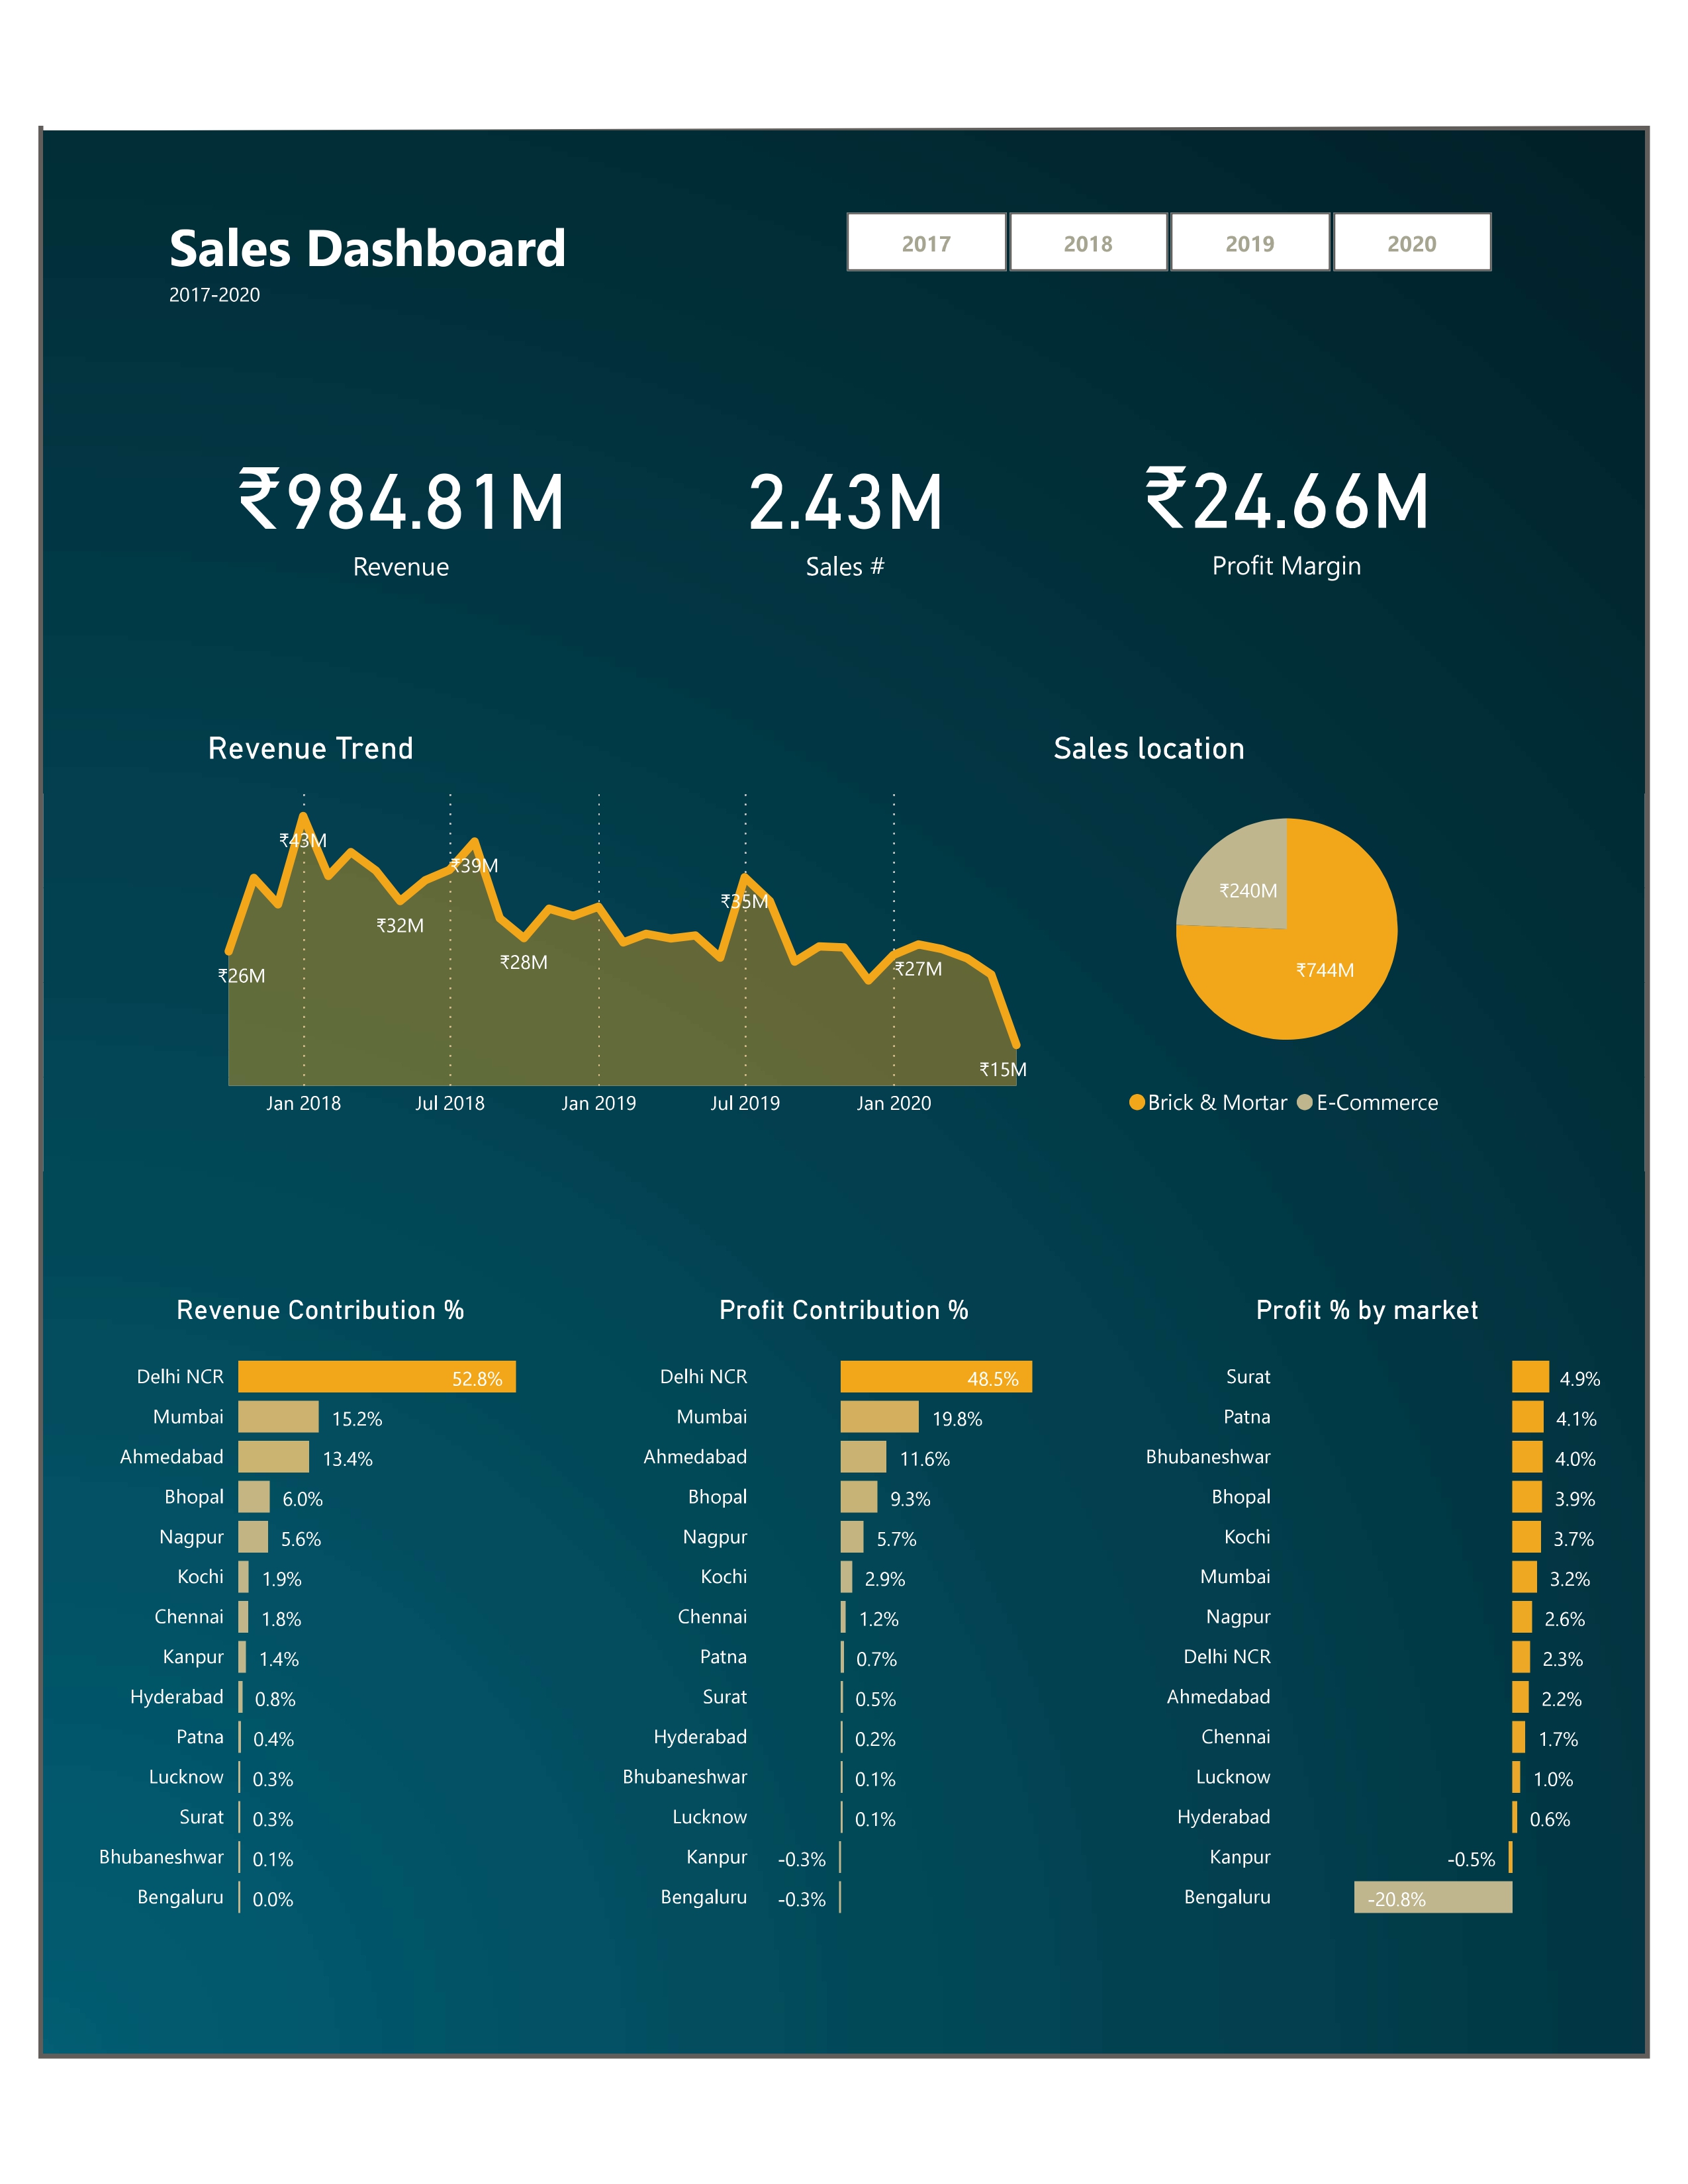 Sales Dashboard
2017-2020
2017 2018 2019 2020
₹984.81M 2.43M ₹24.66M
Revenue Sales # Profit Margin
Revenue Trend
₹43M
₹39M
₹35M
₹32M
₹28M
₹27M
₹26M
₹15M
Jan 2018 Jul 2018 Jan 2019 Jul 2019 Jan 2020
Sales location
₹240M
₹744M
Brick & Mortar E-Commerce
Revenue Contribution %
Delhi NCR 52.8%
Mumbai 15.2%
Ahmedabad 13.4%
Bhopal 6.0%
Nagpur 5.6%
Kochi 1.9%
Chennai 1.8%
Kanpur 1.4%
Hyderabad 0.8%
Patna 0.4%
Lucknow 0.3%
Surat 0.3%
Bhubaneshwar 0.1%
Bengaluru 0.0%
Profit Contribution %
Delhi NCR 48.5%
Mumbai 19.8%
Ahmedabad 11.6%
Bhopal 9.3%
Nagpur 5.7%
Kochi 2.9%
Chennai 1.2%
Patna 0.7%
Surat 0.5%
Hyderabad 0.2%
Bhubaneshwar 0.1%
Lucknow 0.1%
Kanpur -0.3%
Bengaluru -0.3%
Profit % by market
Surat 4.9%
Patna 4.1%
Bhubaneshwar 4.0%
Bhopal 3.9%
Kochi 3.7%
Mumbai 3.2%
Nagpur 2.6%
Delhi NCR 2.3%
Ahmedabad 2.2%
Chennai 1.7%
Lucknow 1.0%
Hyderabad 0.6%
Kanpur -0.5%
Bengaluru -20.8%